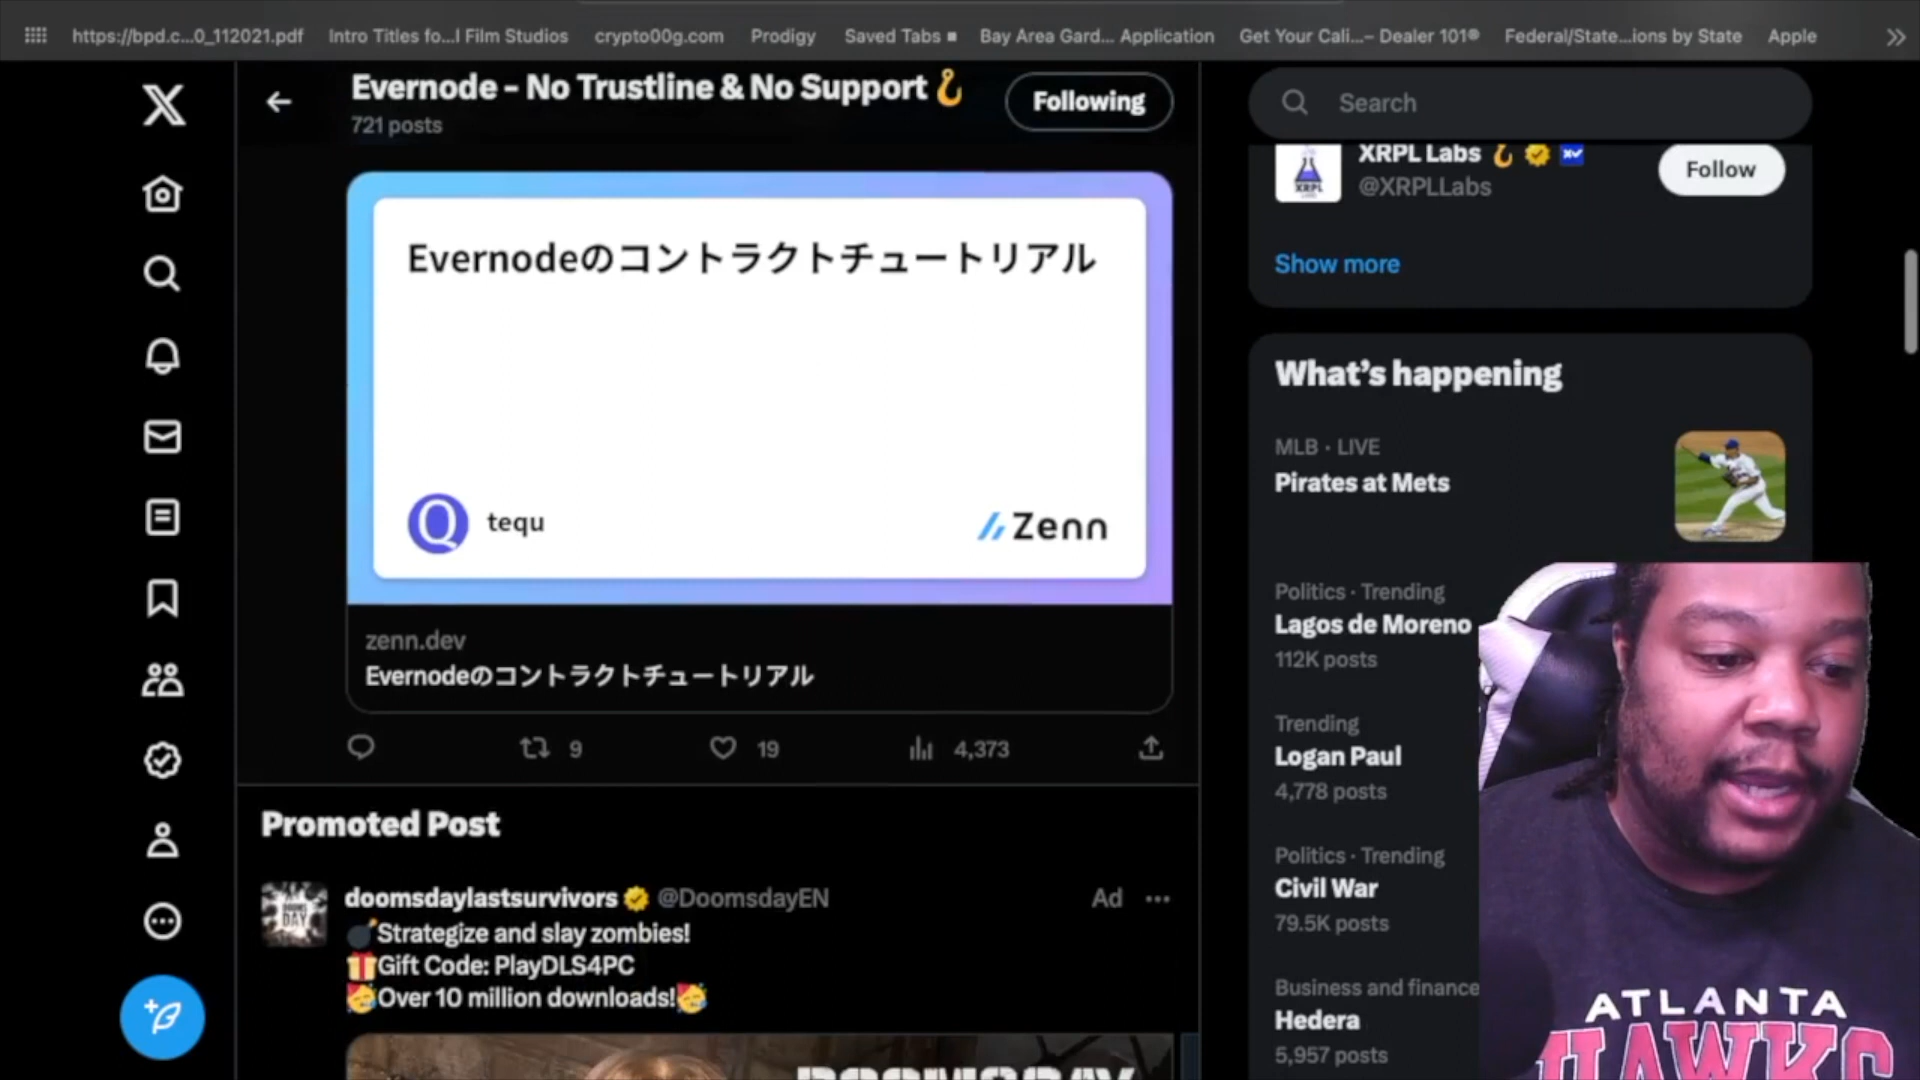 https://bpd.c...0_112021.pdf
Intro Titles fo...l Film Studios
crypto00g.com
Prodigy
Saved Tabs
Bay Area Gard... Application
Get Your Cali...– Dealer 101®
Federal/State...ions by State
Apple
Evernode - No Trustline & No Support
721 posts
Following
Evernodeのコントラクトチュートリアル
Q
tequ
Zenn
zenn.dev
Evernodeのコントラクトチュートリアル
9
19
4,373
Promoted Post
doomsdaylastsurvivors @DoomsdayEN
Ad
DAY
Strategize and slay zombies!
Gift Code: PlayDLS4PC
Over 10 million downloads!
Search
XRPL
XRPL Labs
@XRPLLabs
Follow
Show more
What's happening
MLB · LIVE
Pirates at Mets
Politics · Trending
Lagos de Moreno
112K posts
Trending
Logan Paul
4,778 posts
Politics · Trending
Civil War
79.5K posts
Business and finance
Hedera
5,957 posts
ATLANTA
HAWKS